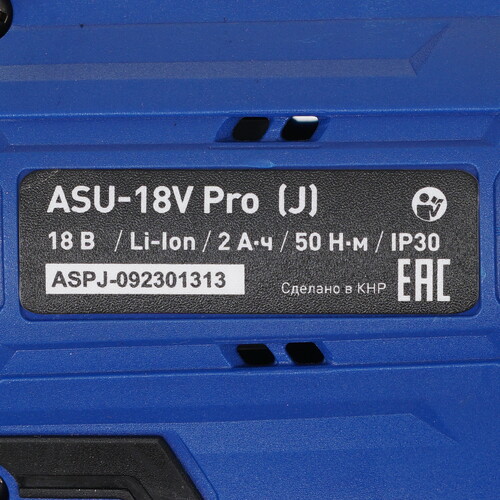 ASU-18V Pro (J)
18 В / Li-Ion / 2 А·ч / 50 Н·м / IP30
ASPJ-092301313
Сделано в КНР
EAC